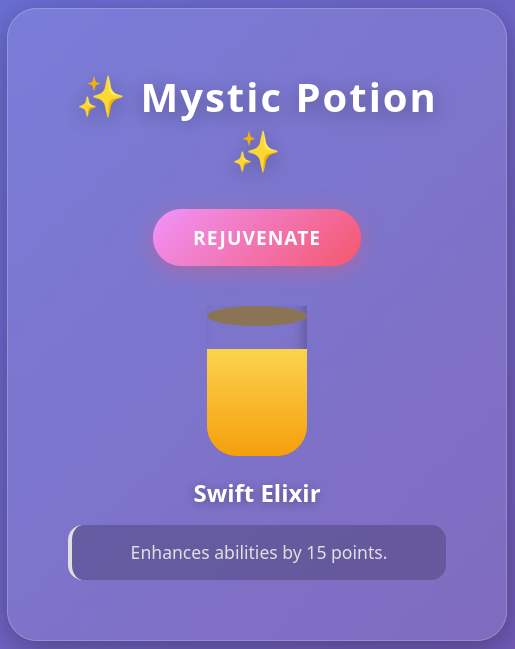 ✨ Mystic Potion
✨
REJUVENATE
Swift Elixir
Enhances abilities by 15 points.